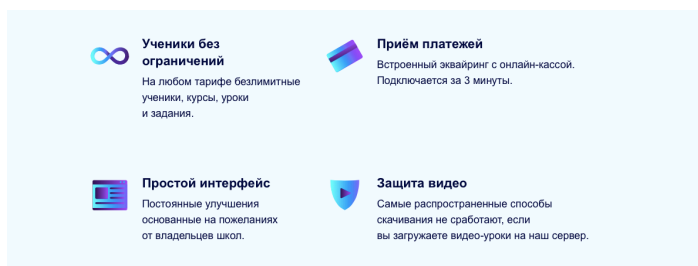 Ученики без
ограничений
На любом тарифе безлимитные
ученики, курсы, уроки
и задания.
Приём платежей
Встроенный эквайринг с онлайн-кассой.
Подключается за 3 минуты.
Простой интерфейс
Постоянные улучшения
основанные на пожеланиях
от владельцев школ.
Защита видео
Самые распространенные способы
скачивания не сработают, если
вы загружаете видео-уроки на наш сервер.